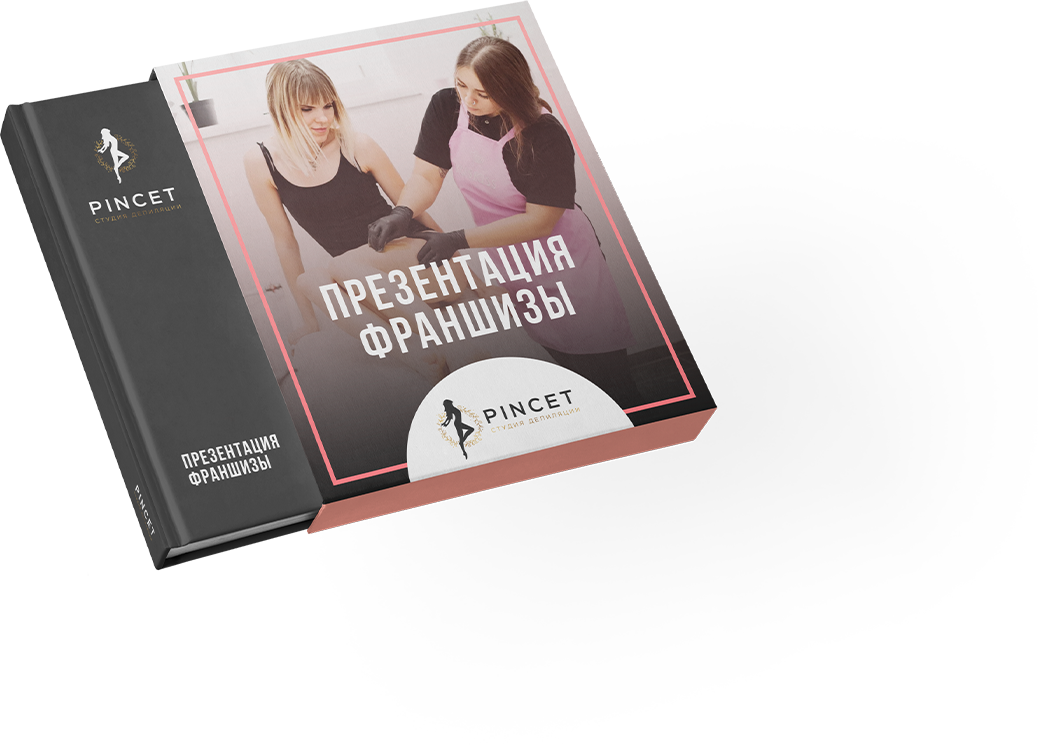 PINCET
СТУДИЯ ДЕПИЛЯЦИИ
ПРЕЗЕНТАЦИЯ
ФРАНШИЗЫ
PINCET
ПРЕЗЕНТАЦИЯ
ФРАНШИЗЫ
PINCET
СТУДИЯ ДЕПИЛЯЦИИ